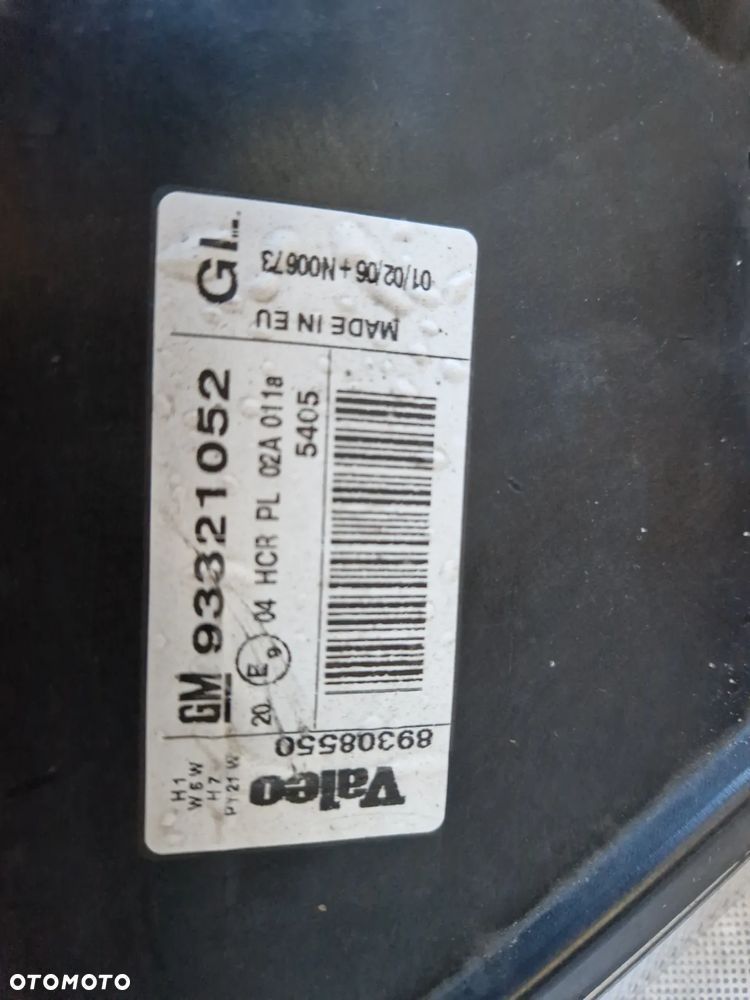 GM 93321052
GL
20 E9 04 HCR PL 02A 011a
5405
MADE IN EU
01/02/06 + N00673
H1
W5W
H7
PY21W
Valeo
89308550
OTOMOTO